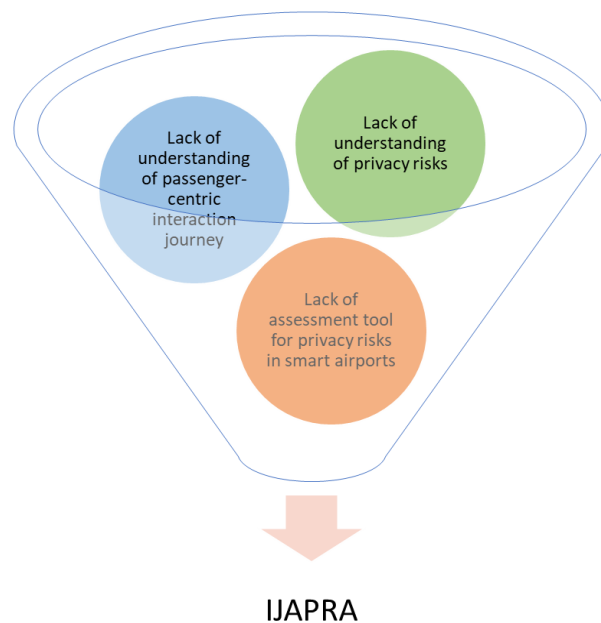 Lack of
understanding
of passenger-
centric
interaction
journey
Lack of
understanding
of privacy risks
Lack of
assessment tool
for privacy risks
in smart airports
IJAPRA